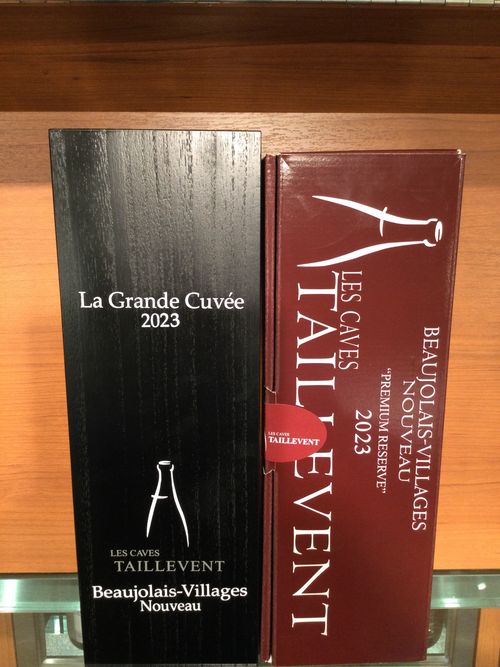 La Grande Cuvée
2023
LES CAVES
TAILLEVENT
Beaujolais-Villages
Nouveau
LES CAVES
TAILLEVENT
BEAUJOLAIS-VILLAGES
NOUVEAU
"PREMIUM RESERVE"
2023
LES CAVES
TAILLEVENT